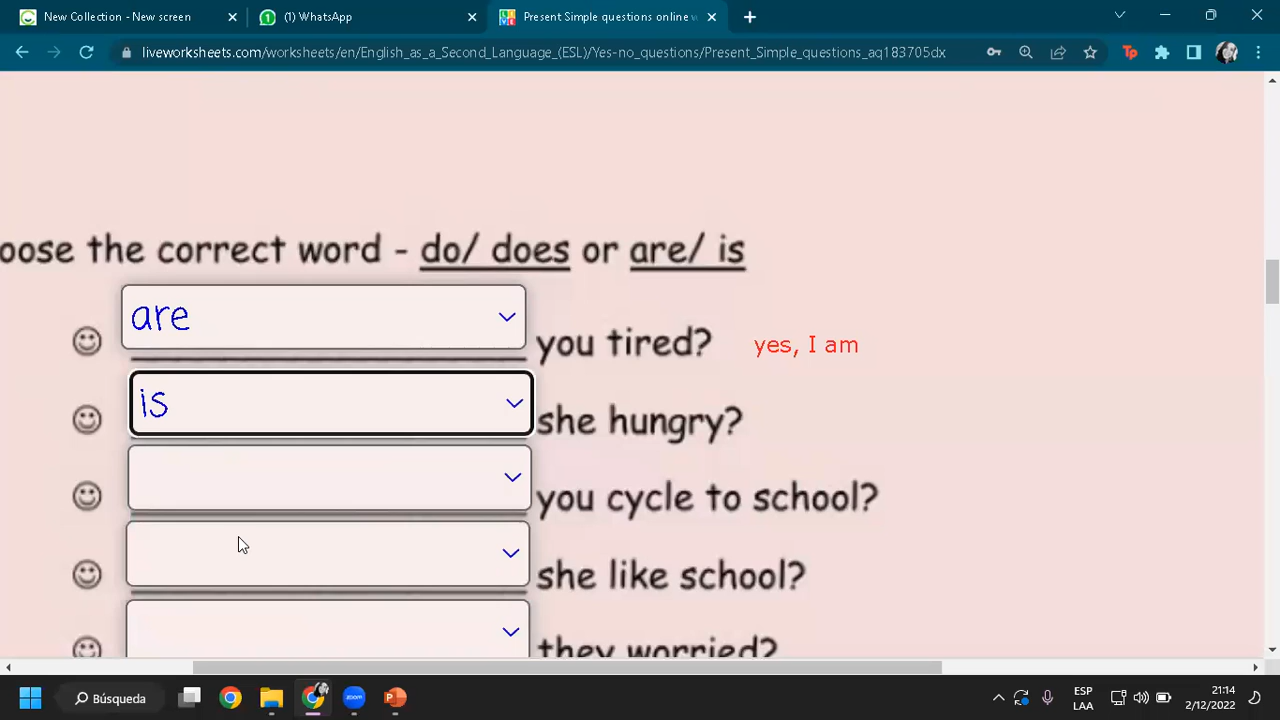 New Collection - New screen
(1) WhatsApp
Present Simple questions online w
liveworksheets.com/worksheets/en/English_as_a_Second_Language_(ESL)/Yes-no_questions/Present_Simple_questions_aq183705dx
oose the correct word - do/ does or are/ is
are you tired? yes, I am
is she hungry?
you cycle to school?
she like school?
they worried?
Búsqueda
zoom
ESP
LAA
21:14
2/12/2022